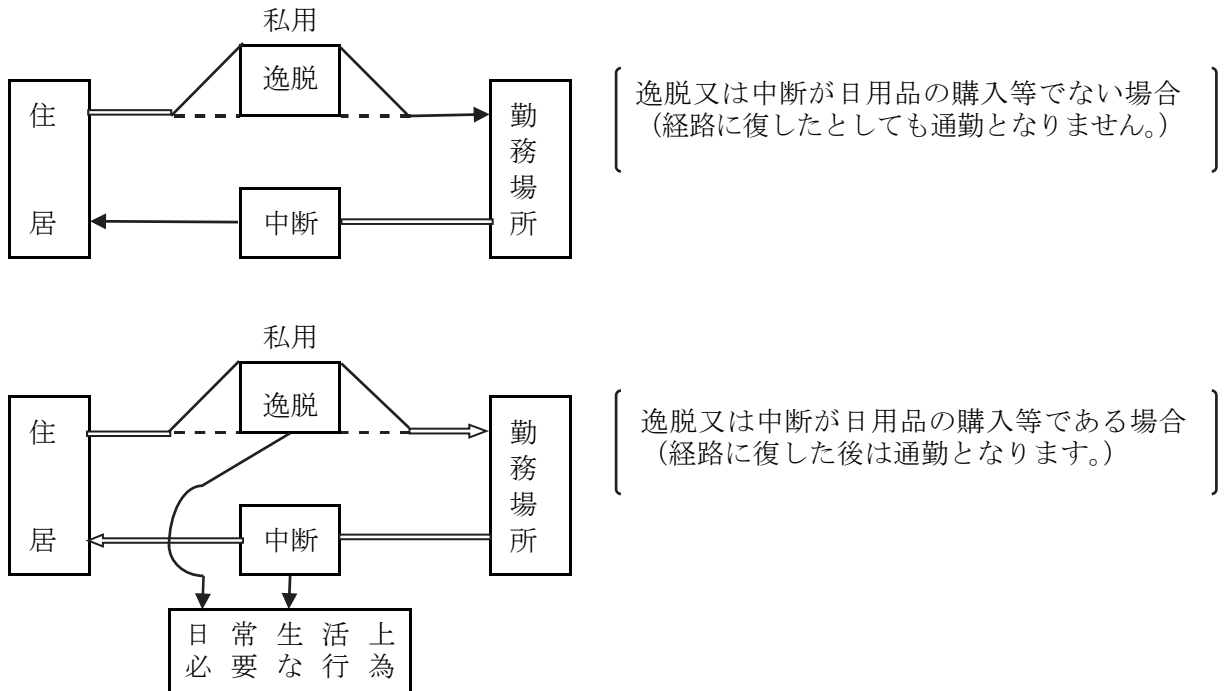 私用
逸脱
住居
勤務場所
中断
逸脱又は中断が日用品の購入等でない場合
（経路に復したとしても通勤となりません。）
私用
逸脱
住居
勤務場所
中断
逸脱又は中断が日用品の購入等である場合
（経路に復した後は通勤となります。）
日常生活上
必要な行為